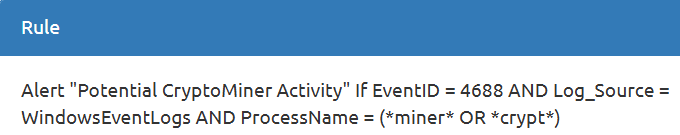 Rule
Alert "Potential CryptoMiner Activity" If EventID = 4688 AND Log_Source =
WindowsEventLogs AND ProcessName = (*miner* OR *crypt*)